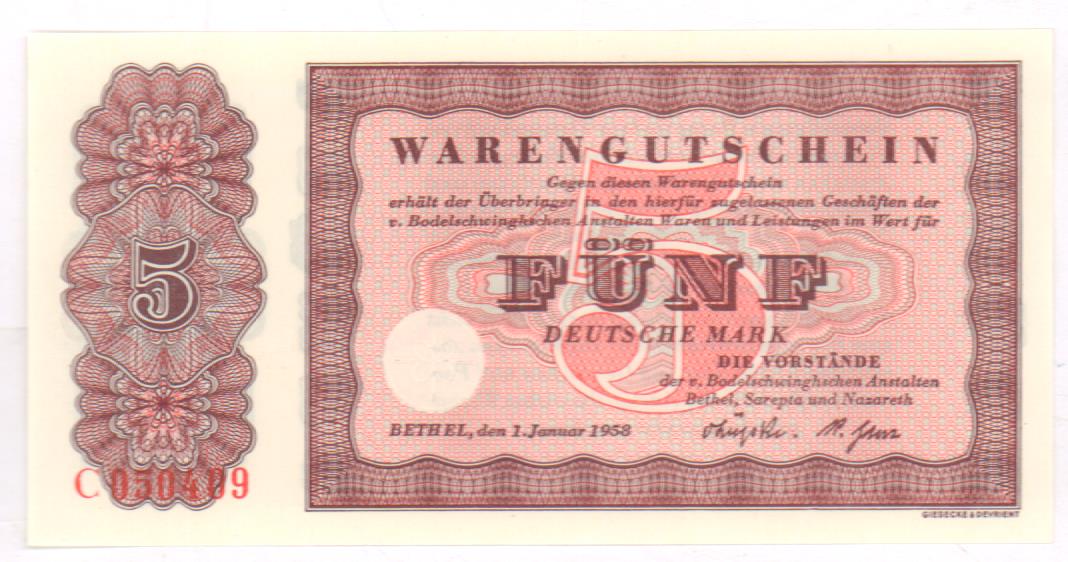 WARENGUTSCHEIN
Gegen diesen Warengutschein
erhält der Überbringer in den hierfür zugelassenen Geschäften der
v. Bodelschwinghschen Anstalten Waren und Leistungen im Wert für
5
5
FÜNF
DEUTSCHE MARK
DIE VORSTÄNDE
der v. Bodelschwinghschen Anstalten
Bethel, Sarepta und Nazareth
BETHEL, den 1. Januar 1958
C 050409
GIESECKE & DEVRIENT